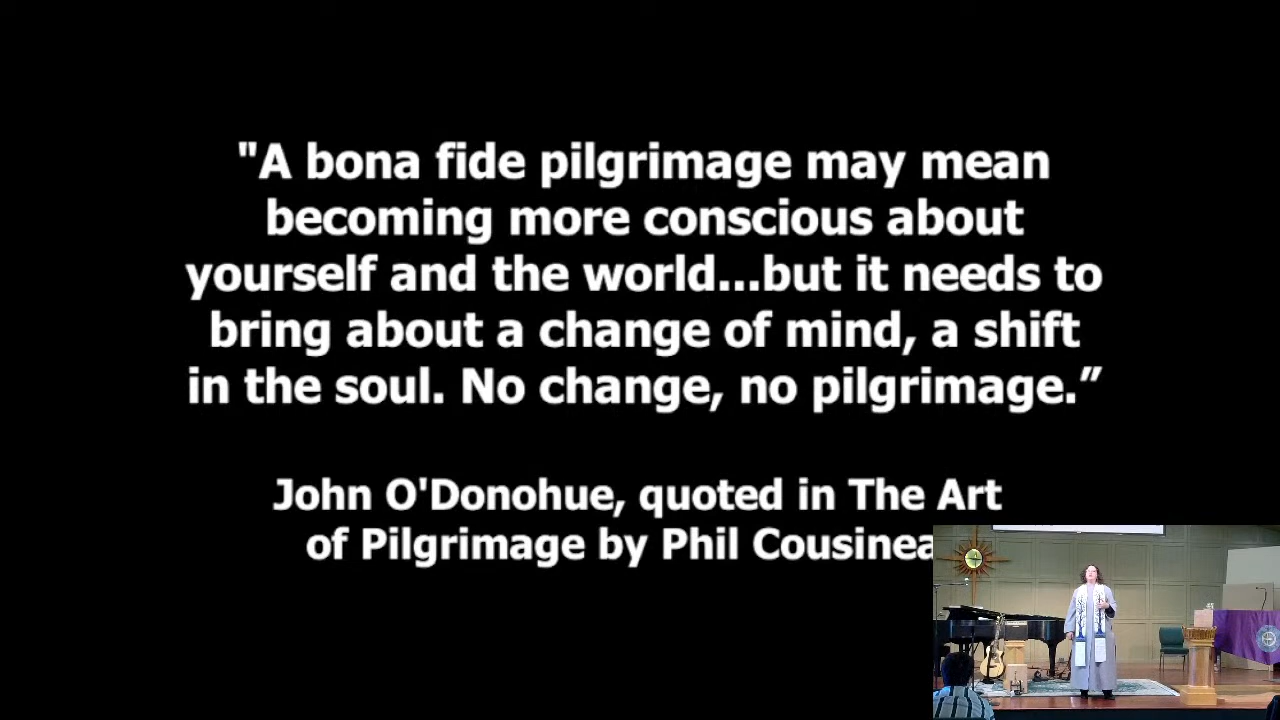 "A bona fide pilgrimage may mean
becoming more conscious about
yourself and the world...but it needs to
bring about a change of mind, a shift
in the soul. No change, no pilgrimage.”
John O'Donohue, quoted in The Art
of Pilgrimage by Phil Cousinea